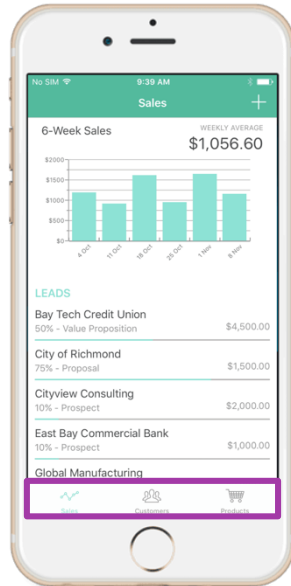 No SIM 9:39 AM
Sales +
6-Week Sales WEEKLY AVERAGE
$1,056.60
$2000
$1500
$1000
$500
$0
4 Oct 11 Oct 18 Oct 25 Oct 1 Nov 8 Nov
LEADS
Bay Tech Credit Union
50% - Value Proposition $4,500.00
City of Richmond
75% - Proposal $1,500.00
Cityview Consulting
10% - Prospect $2,000.00
East Bay Commercial Bank
10% - Prospect $1,000.00
Global Manufacturing
Sales Customers Products